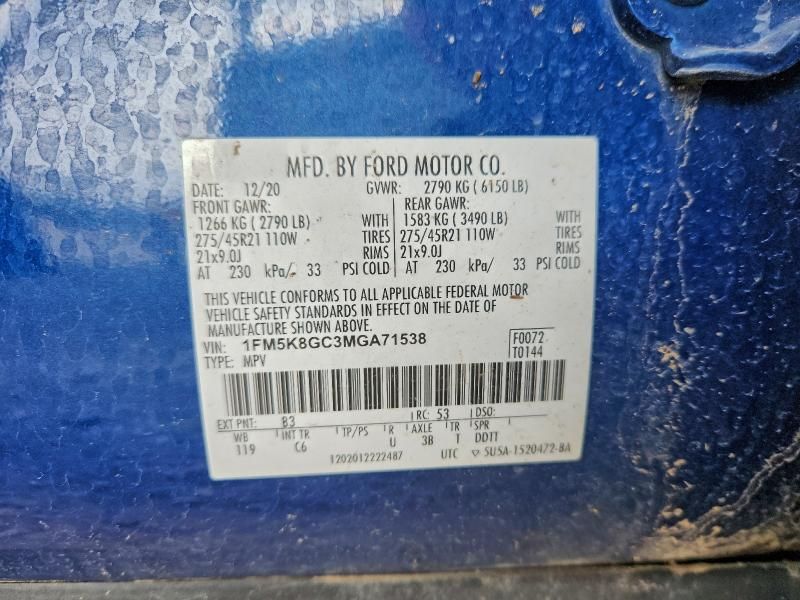 MFD. BY FORD MOTOR CO.
DATE: 12/20 GVWR: 2790 KG ( 6150 LB)
FRONT GAWR: REAR GAWR:
1266 KG ( 2790 LB) WITH 1583 KG ( 3490 LB) WITH
275/45R21 110W TIRES 275/45R21 110W TIRES
21x9.0J RIMS 21x9.0J RIMS
AT 230 kPa/ 33 PSI COLD AT 230 kPa/ 33 PSI COLD
THIS VEHICLE CONFORMS TO ALL APPLICABLE FEDERAL MOTOR
VEHICLE SAFETY STANDARDS IN EFFECT ON THE DATE OF
MANUFACTURE SHOWN ABOVE.
VIN: 1FM5K8GC3MGA71538 F0072
TYPE: MPV T0144
EXT PNT: B3 RC: 53 DSO:
WB INT TR TP/PS R AXLE TR SPR
119 C6 U 3B T DDTT
1202012222487 UTC ▽ 5U5A-1520472-BA